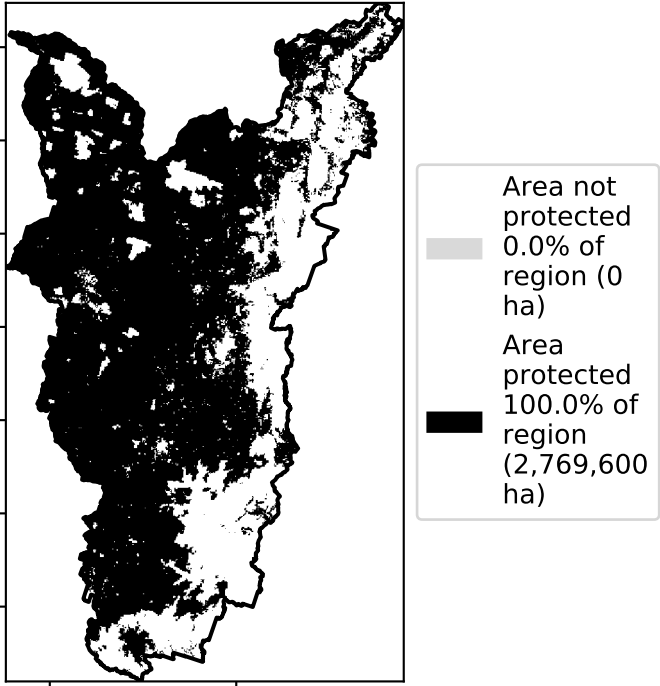 Area not
protected
0.0% of
region (0
ha)
Area
protected
100.0% of
region
(2,769,600
ha)